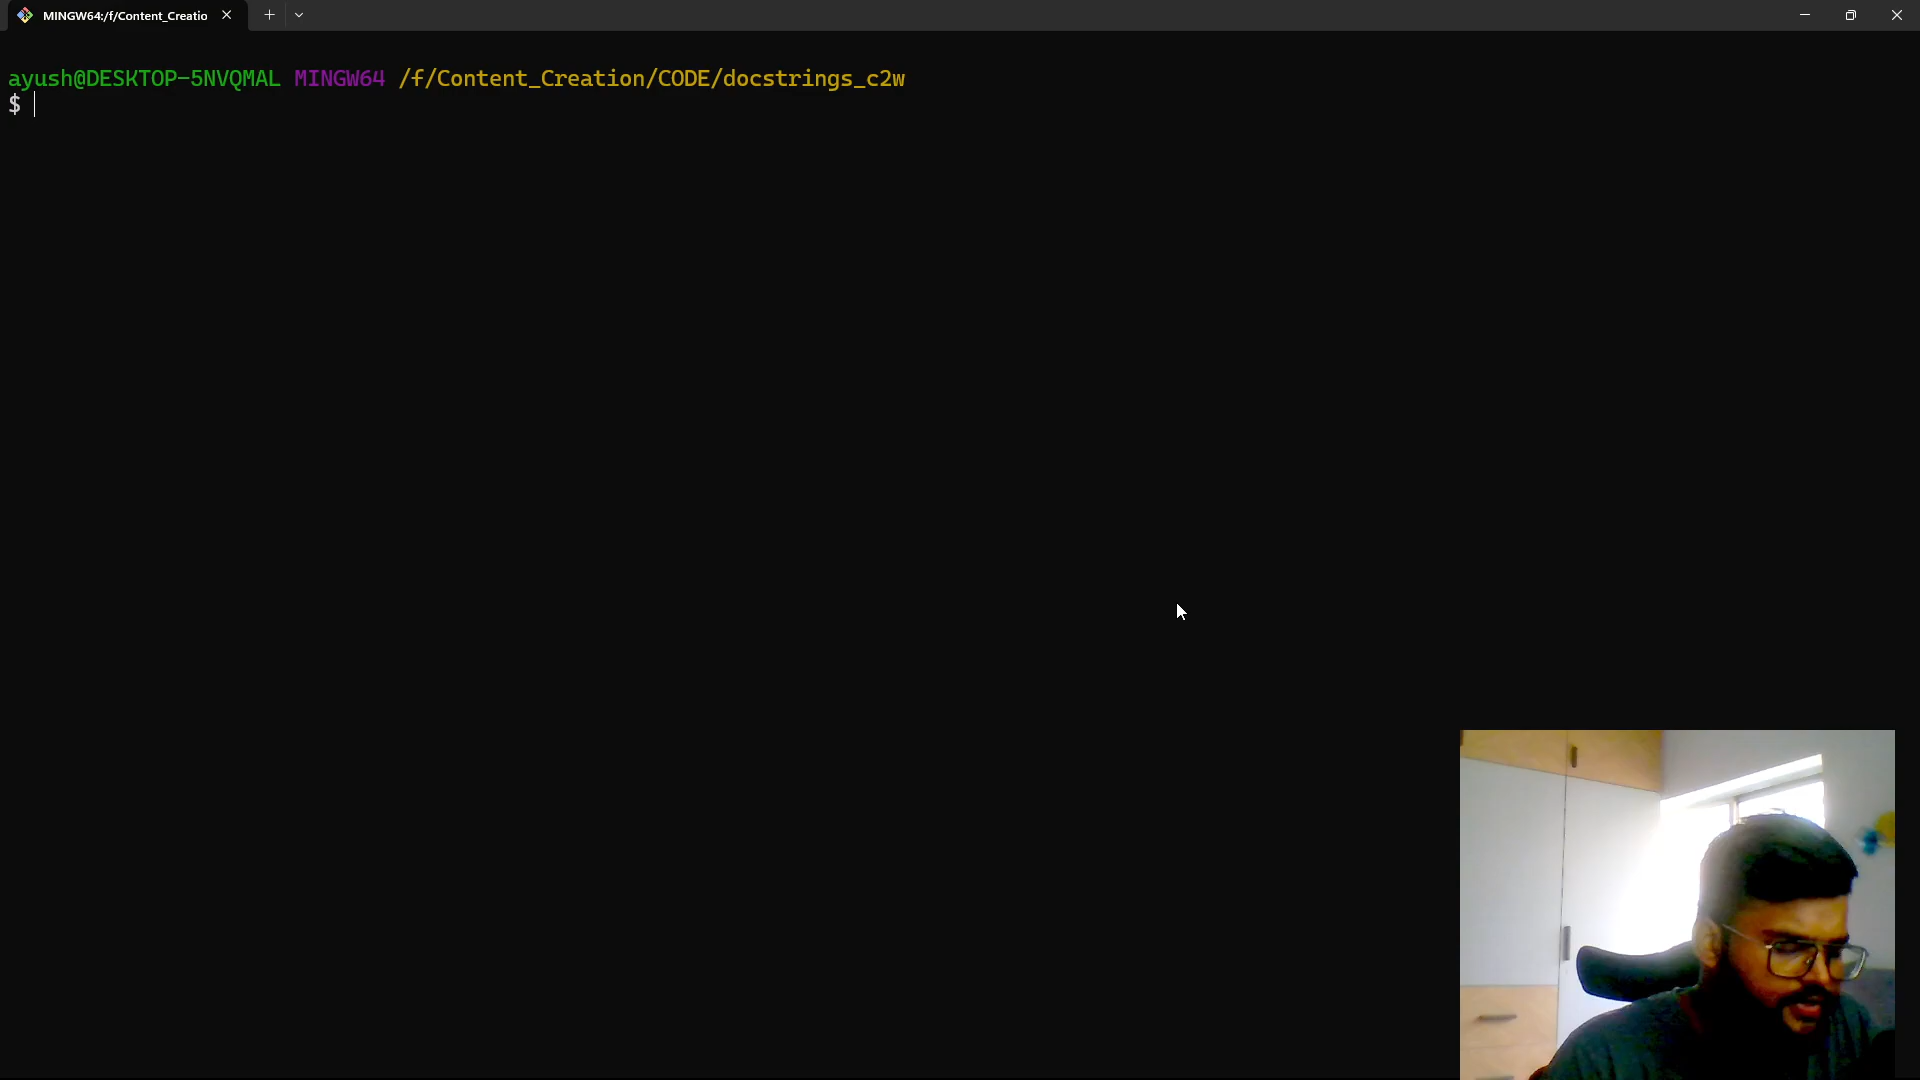 MINGW64:/f/Content_Creatio
ayush@DESKTOP-5NVQMAL MINGW64 /f/Content_Creation/CODE/docstrings_c2w
$